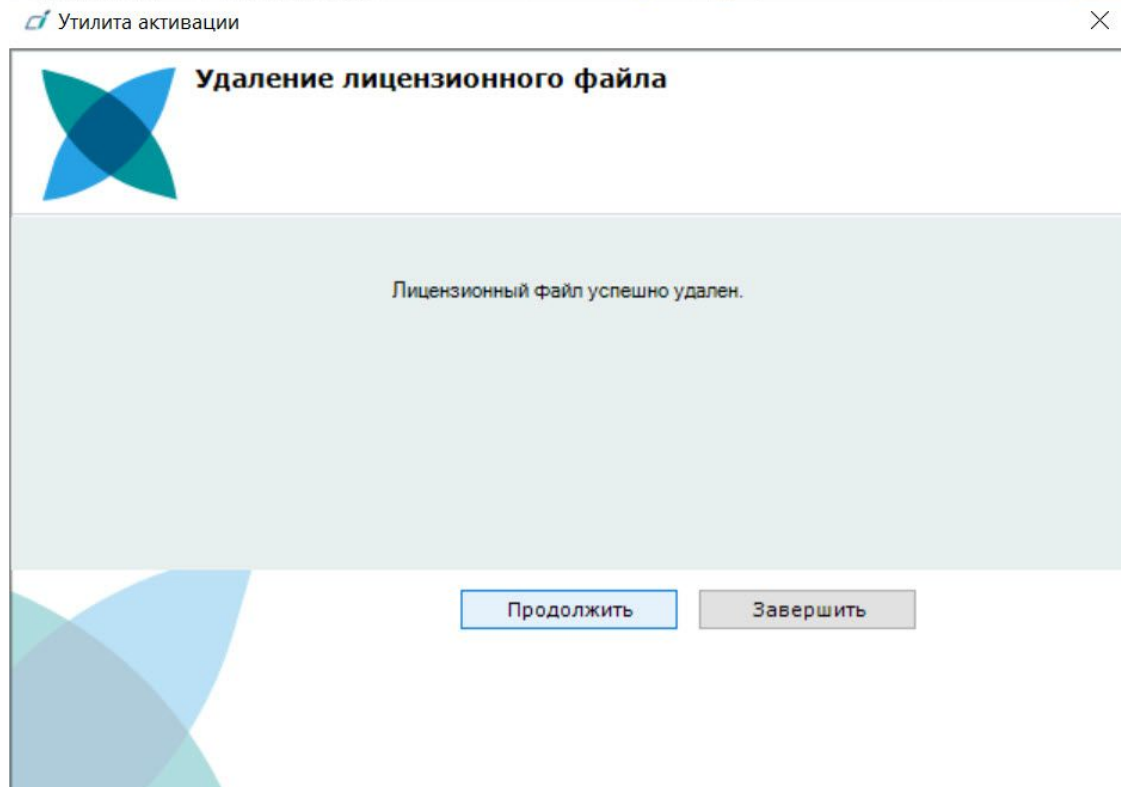 Утилита активации
Удаление лицензионного файла
Лицензионный файл успешно удален.
Продолжить
Завершить